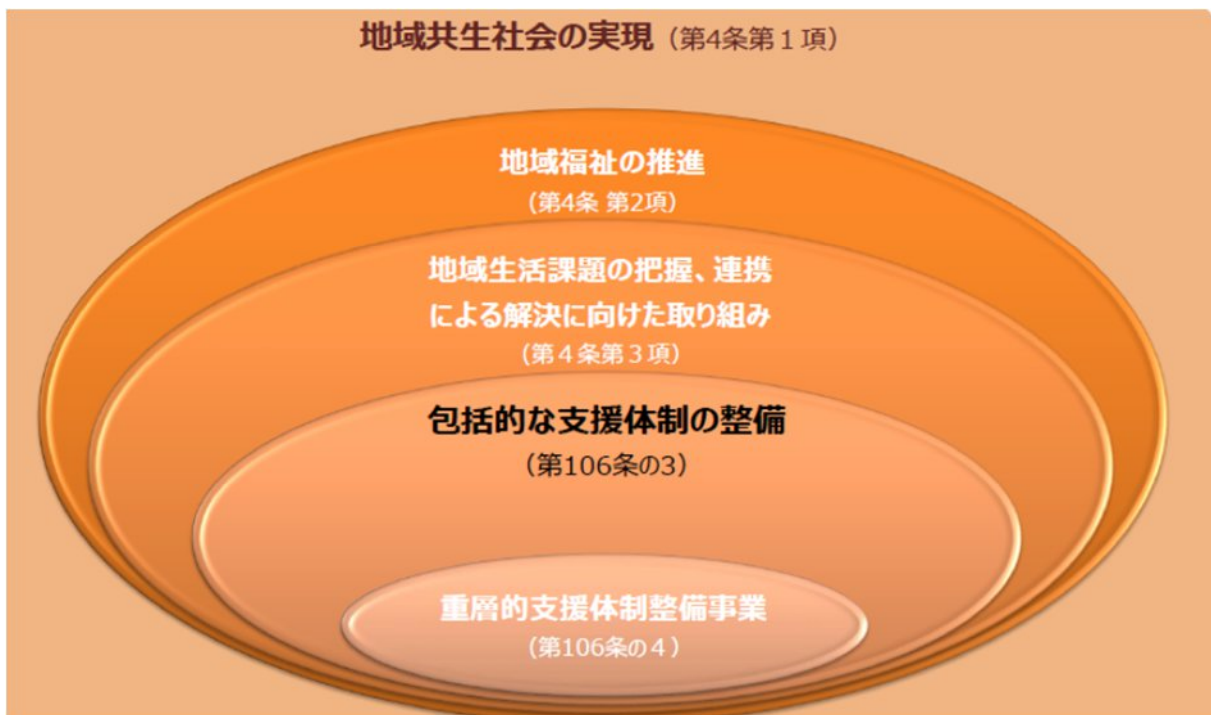 地域共生社会の実現（第4条第１項）
地域福祉の推進
(第4条 第2項)
地域生活課題の把握、連携
による解決に向けた取り組み
（第４条第３項）
包括的な支援体制の整備
（第106条の3）
重層的支援体制整備事業
（第106条の４）